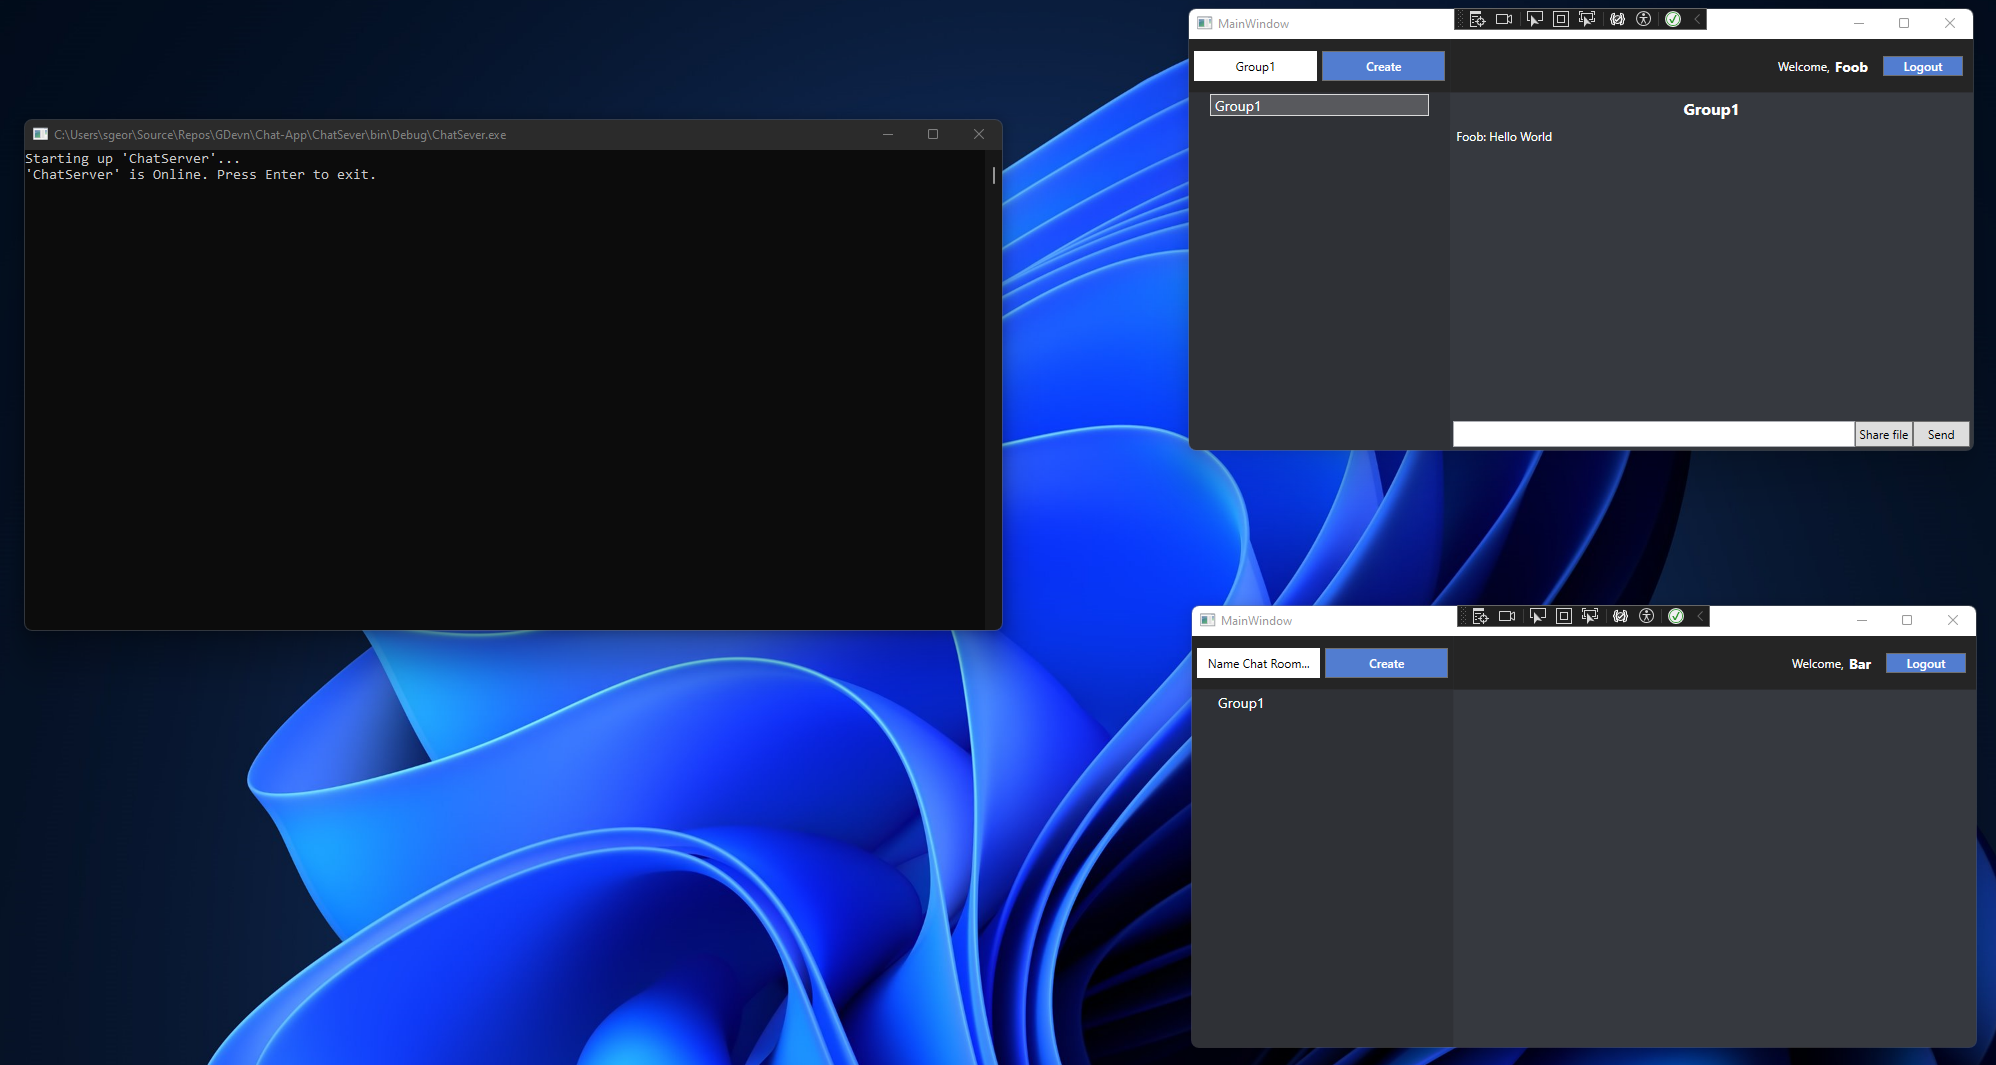 C:\Users\sgeor\Source\Repos\GDevn\Chat-App\ChatSever\bin\Debug\ChatSever.exe
Starting up 'ChatServer'...
'ChatServer' is Online. Press Enter to exit.
MainWindow
Group1
Create
Welcome, Foob
Logout
Group1
Group1
Foob: Hello World
Share file
Send
MainWindow
Name Chat Room...
Create
Welcome, Bar
Logout
Group1